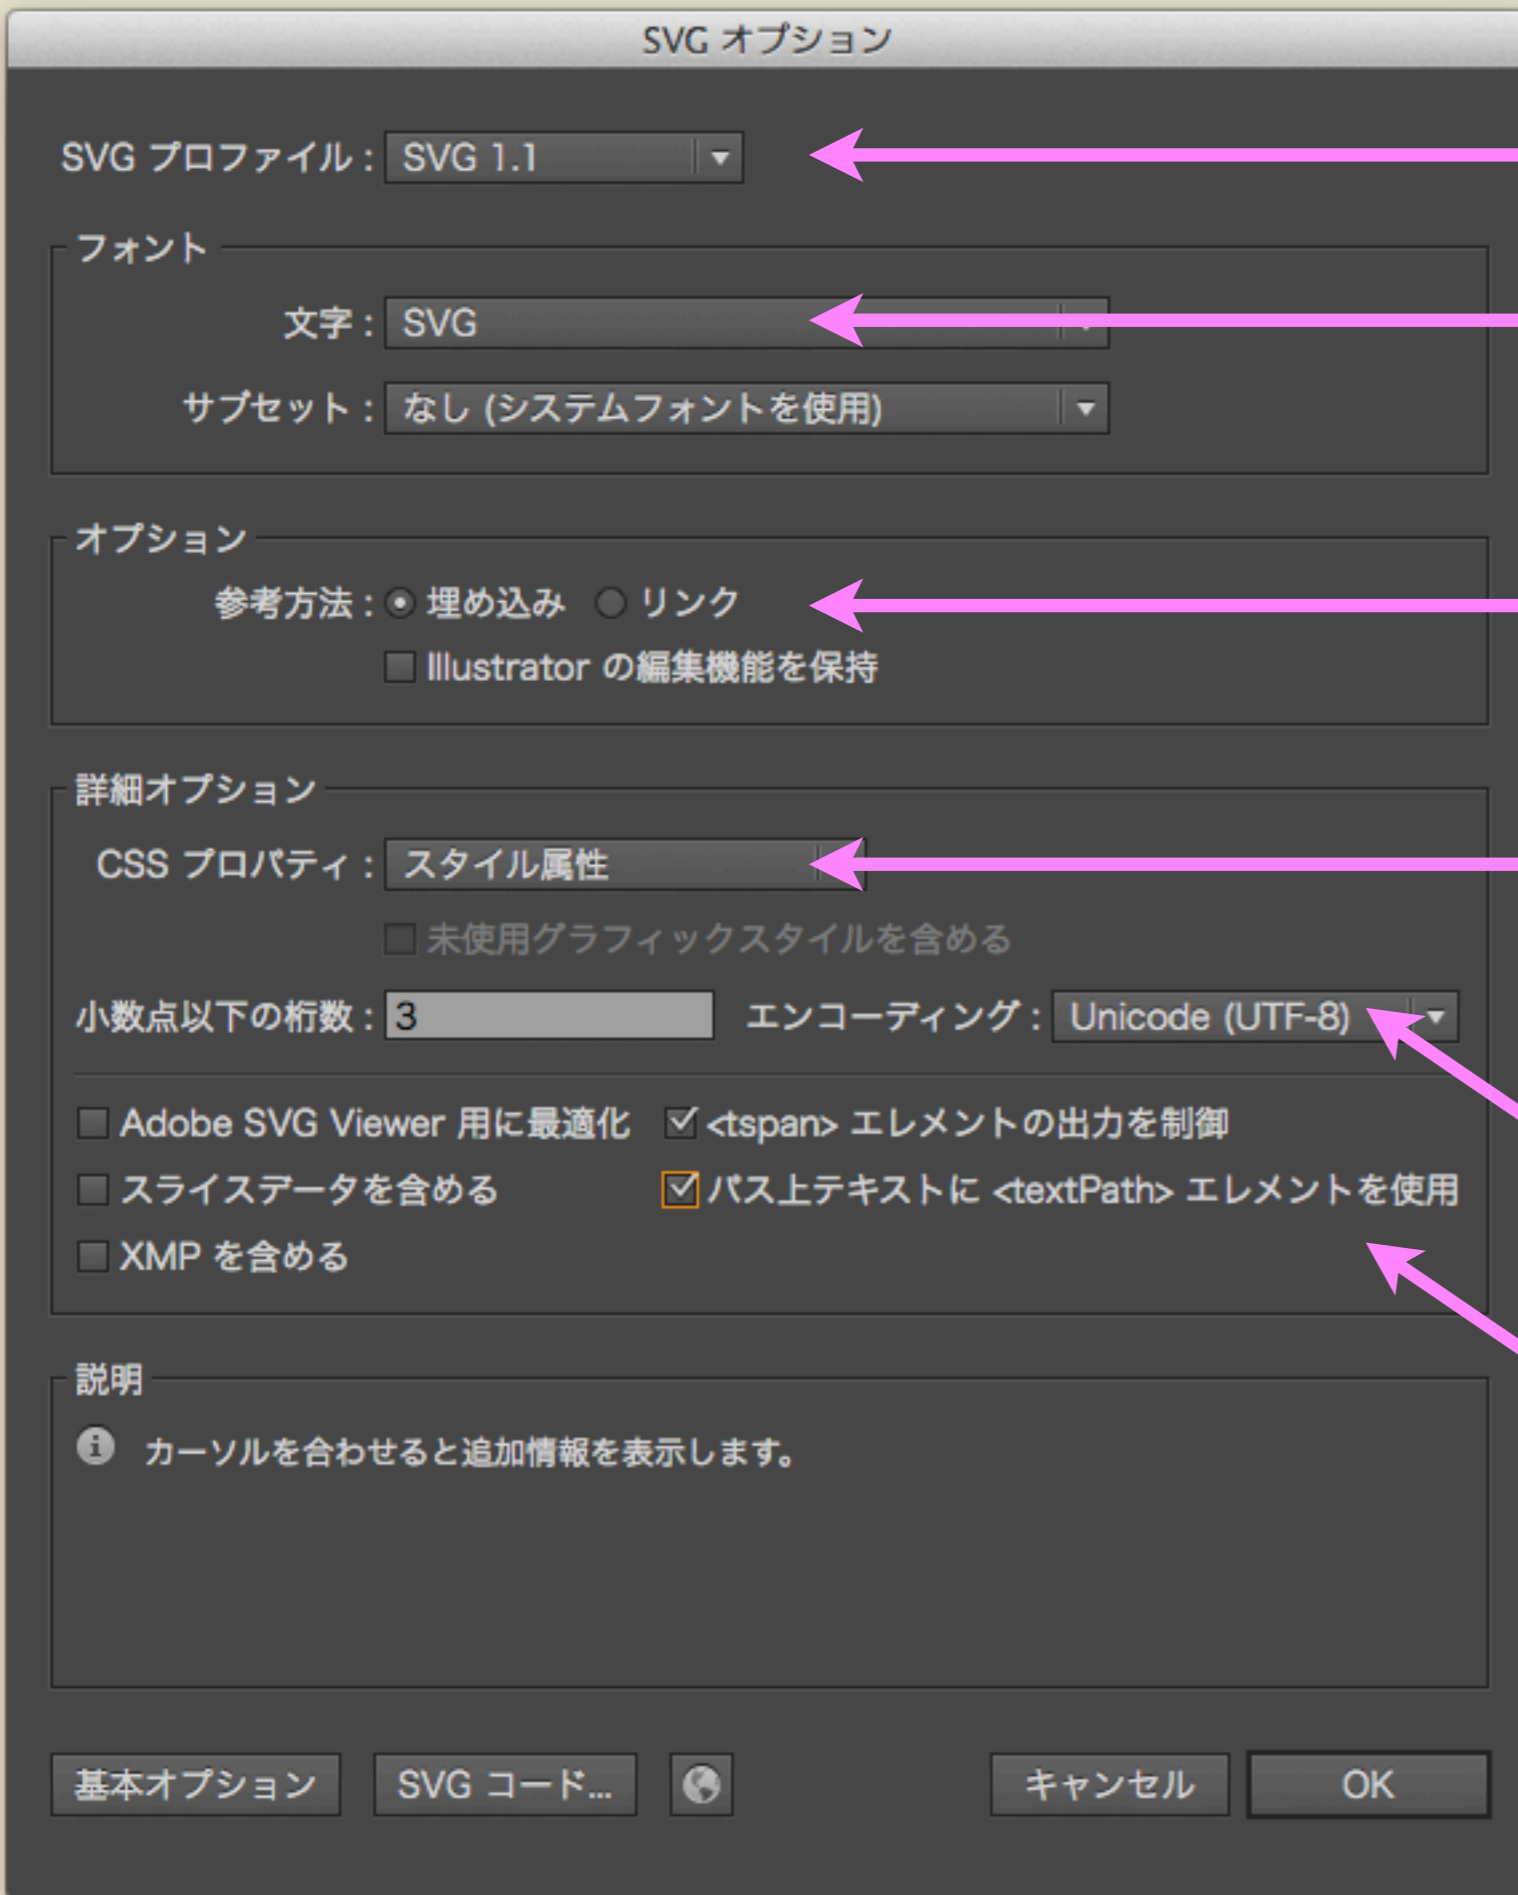 SVG オプション
SVG プロファイル : SVG 1.1
フォント
文字 : SVG
サブセット : なし (システムフォントを使用)
オプション
参考方法 : 埋め込み リンク
Illustrator の編集機能を保持
詳細オプション
CSS プロパティ : スタイル属性
未使用グラフィックスタイルを含める
小数点以下の桁数 : 3 エンコーディング : Unicode (UTF-8)
Adobe SVG Viewer 用に最適化 <tspan> エレメントの出力を制御
スライスデータを含める パス上テキストに <textPath> エレメントを使用
XMP を含める
説明
カーソルを合わせると追加情報を表示します。
基本オプション SVG コード... キャンセル OK